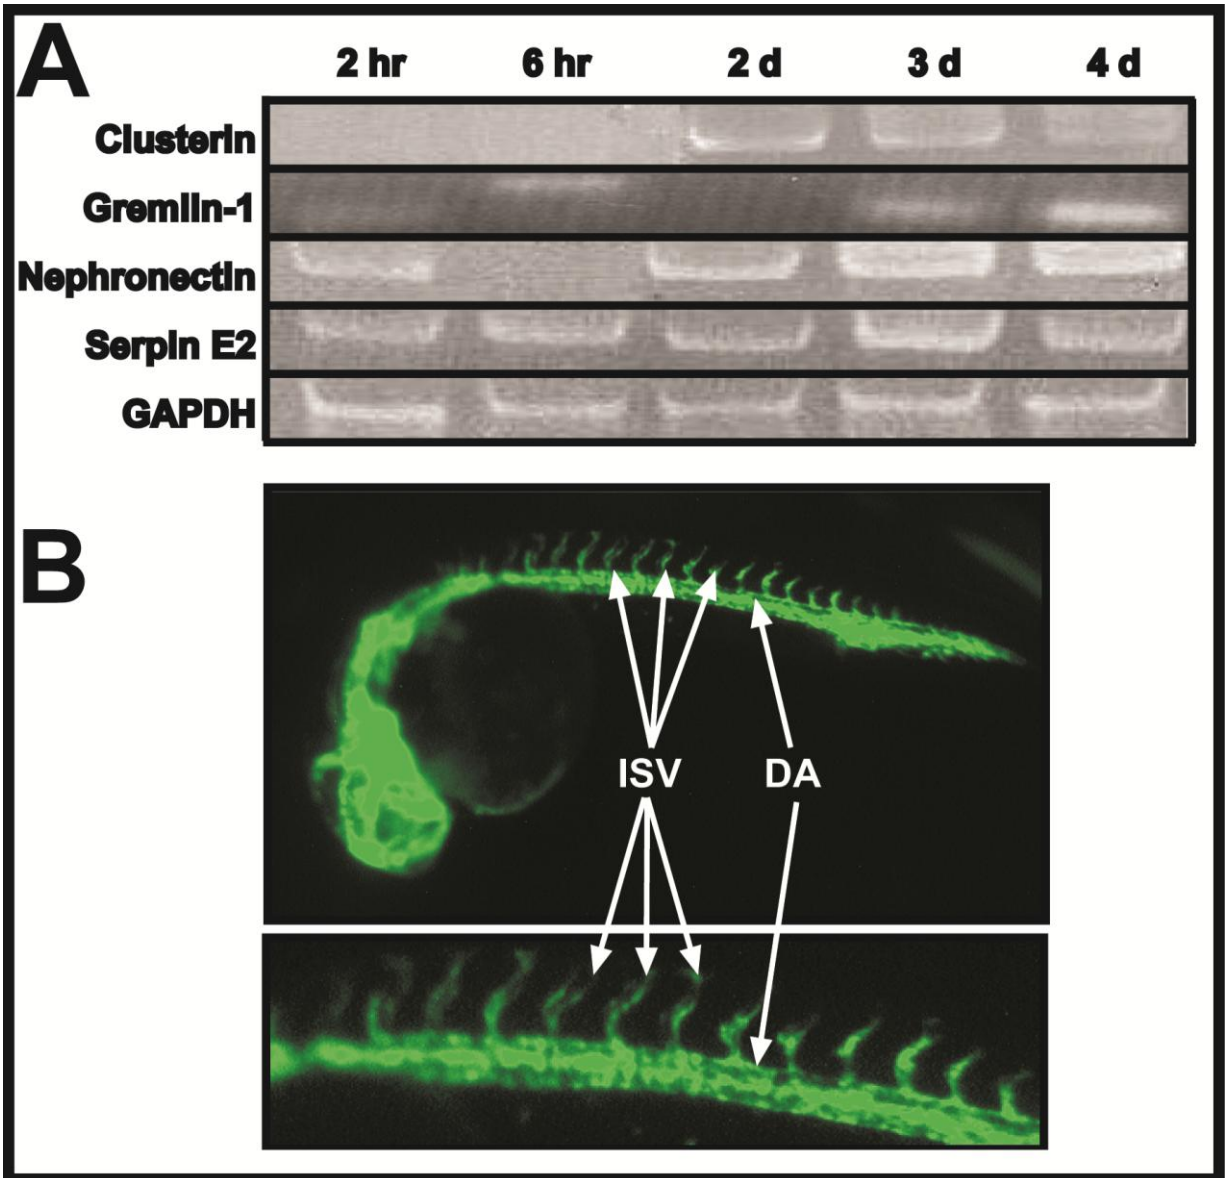 A
2 hr 6 hr 2 d 3 d 4 d
Clusterin
Gremlin-1
Nephronectin
Serpin E2
GAPDH
B
ISV DA